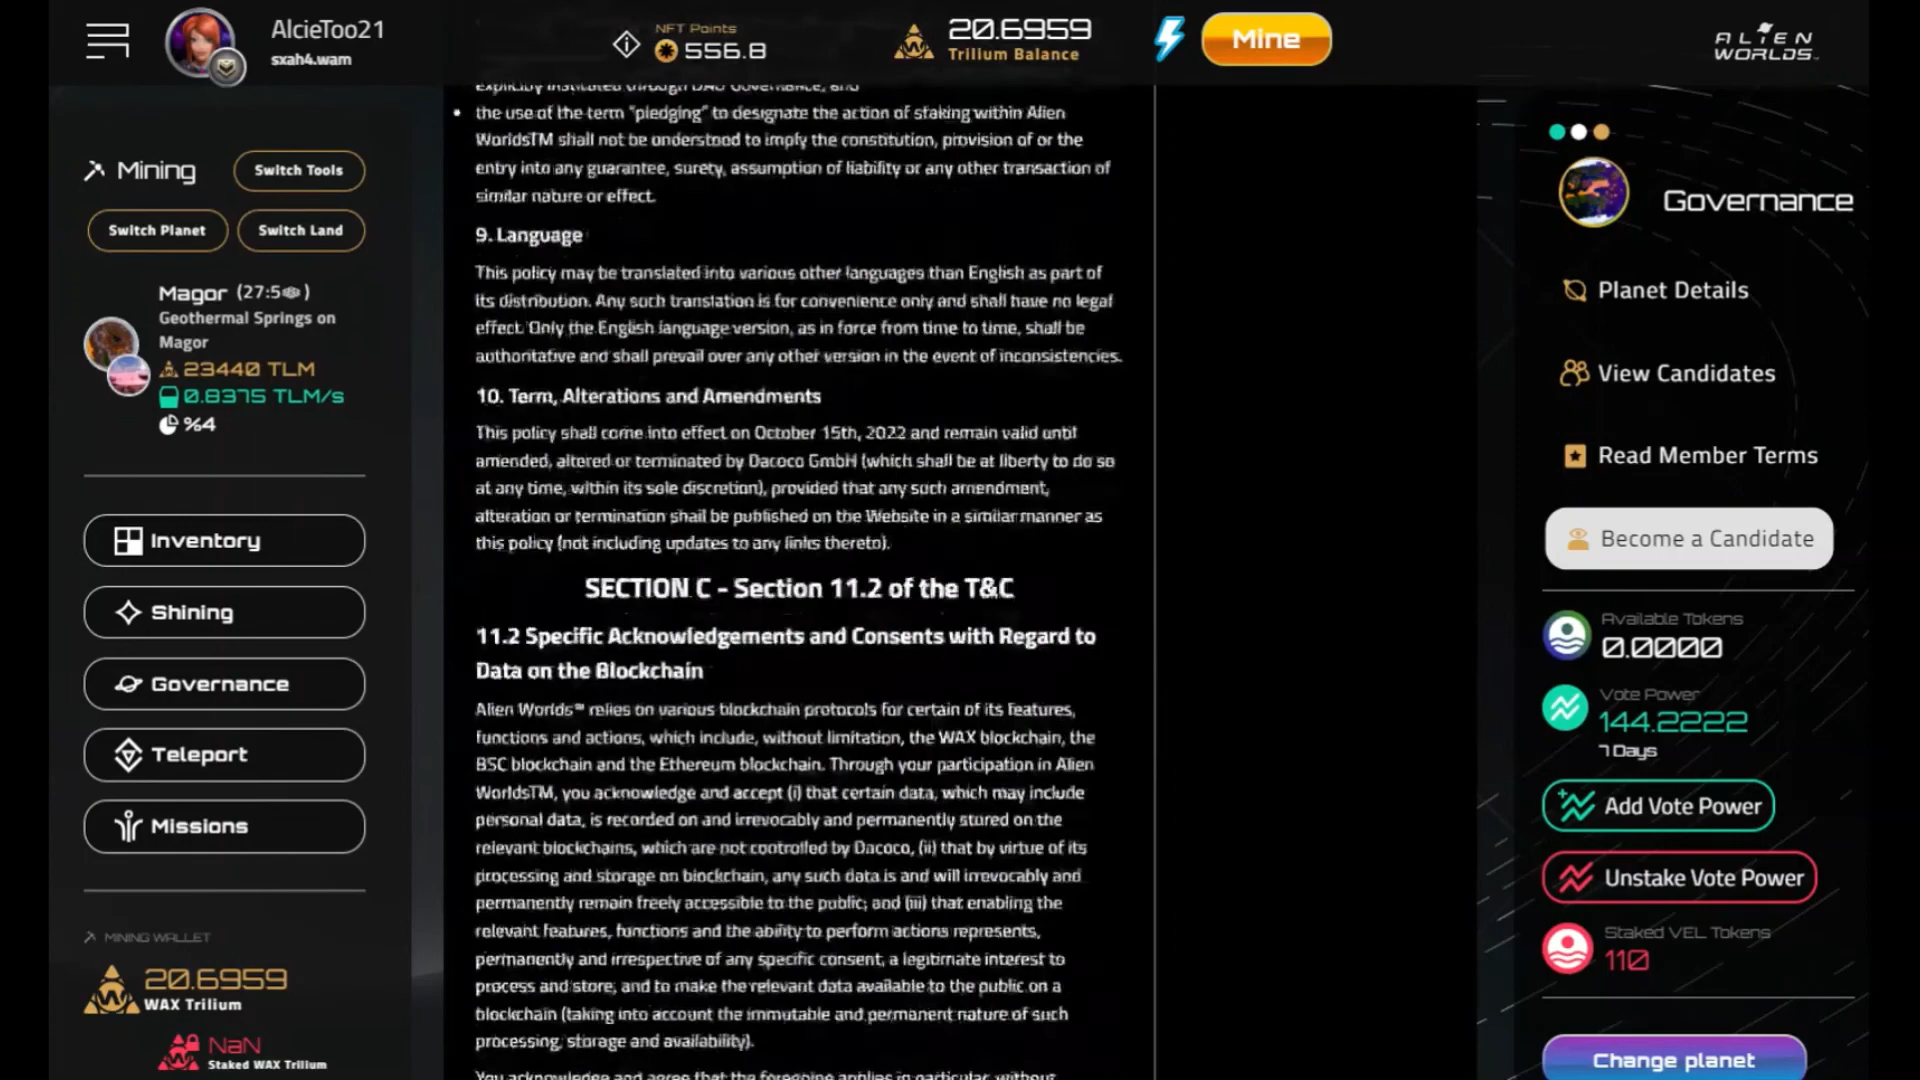 AlcieToo21
sxah4.wam
NFT Points
556.8
20.6959
Trillium Balance
Mine
ALIEN
WORLDS
Mining
Switch Tools
Switch Planet
Switch Land
Magor (27:5)
Geothermal Springs on
Magor
23440 TLM
0.8375 TLM/s
%4
Inventory
Shining
Governance
Teleport
Missions
MINING WALLET
20.6959
WAX Trilium
NaN
Staked WAX Trilium
explicitly instituted through DAO Governance, and
• the use of the term "pledging" to designate the action of staking within Alien
WorldsTM shall not be understood to imply the constitution, provision of or the
entry into any guarantee, surety, assumption of liability or any other transaction of
similar nature or effect.
9. Language
This policy may be translated into various other languages than English as part of
its distribution. Any such translation is for convenience only and shall have no legal
effect. Only the English language version, as in force from time to time, shall be
authoritative and shall prevail over any other version in the event of inconsistencies.
10. Term, Alterations and Amendments
This policy shall come into effect on October 15th, 2022 and remain valid until
amended, altered or terminated by Dacoco GmbH (which shall be at liberty to do so
at any time, within its sole discretion), provided that any such amendment,
alteration or termination shall be published on the Website in a similar manner as
this policy (not including updates to any links thereto).
SECTION C - Section 11.2 of the T&C
11.2 Specific Acknowledgements and Consents with Regard to
Data on the Blockchain
Alien Worlds™ relies on various blockchain protocols for certain of its features,
functions and actions, which include, without limitation, the WAX blockchain, the
BSC blockchain and the Ethereum blockchain. Through your participation in Alien
WorldsTM, you acknowledge and accept (i) that certain data, which may include
personal data, is recorded on and irrevocably and permanently stored on the
relevant blockchains, which are not controlled by Dacoco, (ii) that by virtue of its
processing and storage on blockchain, any such data is and will irrevocably and
permanently remain freely accessible to the public; and (iii) that enabling the
relevant features, functions and the ability to perform actions represents,
permanently and irrespective of any specific consent, a legitimate interest to
process and store, and to make the relevant data available to the public on a
blockchain (taking into account the immutable and permanent nature of such
processing, storage and availability).
You acknowledge and agree that the foregoing applies in particular, without
Governance
Planet Details
View Candidates
Read Member Terms
Become a Candidate
Available Tokens
0.0000
Vote Power
144.2222
7 Days
Add Vote Power
Unstake Vote Power
Staked VEL Tokens
110
Change planet